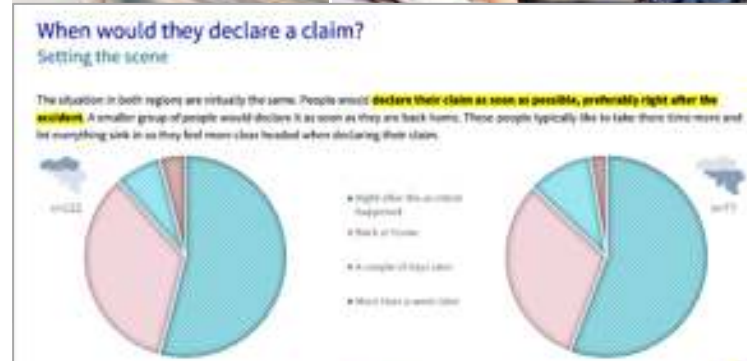 When would they declare a claim?
Setting the scene
The situation in both regions are virtually the same. People would declare their claim as soon as possible, preferably right after the
accident. A smaller group of people would declare it as soon as they are back home. These people typically like to take there time more and
let everything sink in so they feel more clear headed when declaring their claim.
Right after the accident
happened
Back at home
A couple of days later
More than a week later